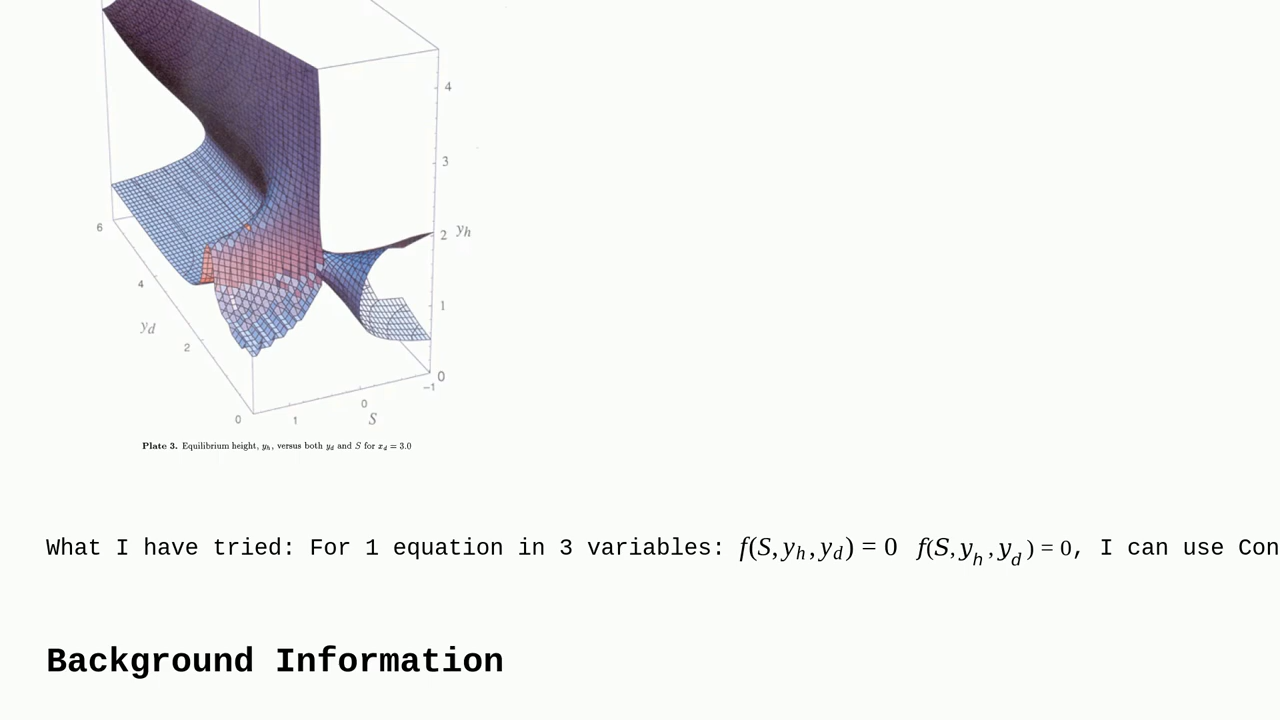 4
3
6
2 y_h
4
1
y_d
2
0
−1
0
0 1 S
Plate 3. Equilibrium height, y_h, versus both y_d and S for x_d = 3.0
What I have tried: For 1 equation in 3 variables: f(S, y_h, y_d) = 0 f(S, y_h, y_d) = 0, I can use Con
Background Information